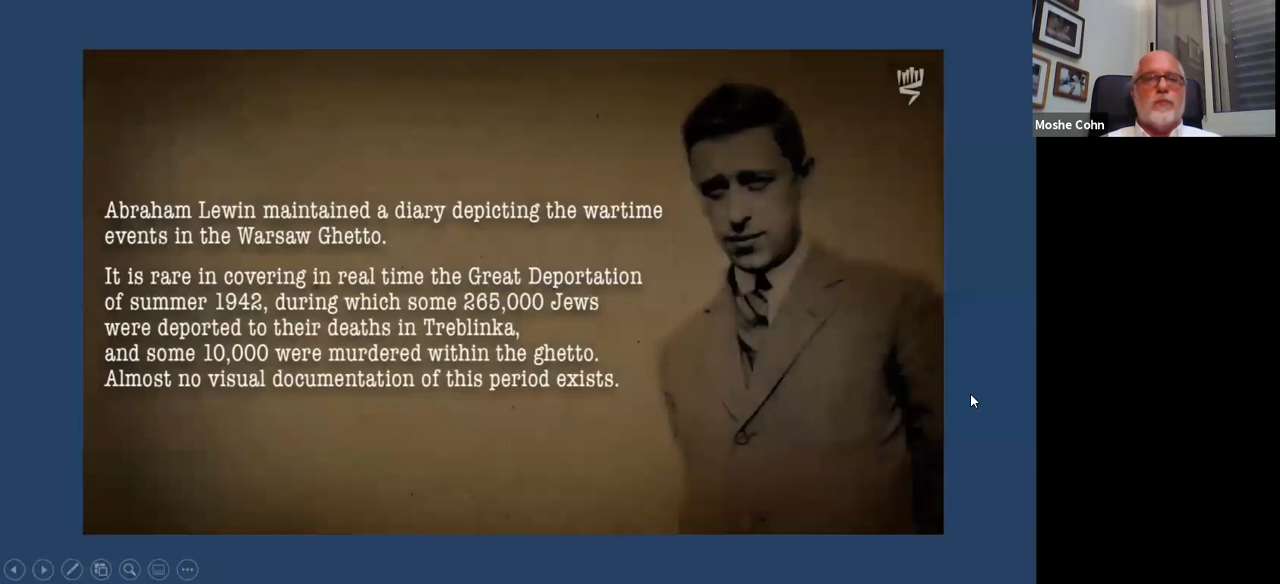 Abraham Lewin maintained a diary depicting the wartime
events in the Warsaw Ghetto.
It is rare in covering in real time the Great Deportation
of summer 1942, during which some 265,000 Jews
were deported to their deaths in Treblinka,
and some 10,000 were murdered within the ghetto.
Almost no visual documentation of this period exists.
Moshe Cohn